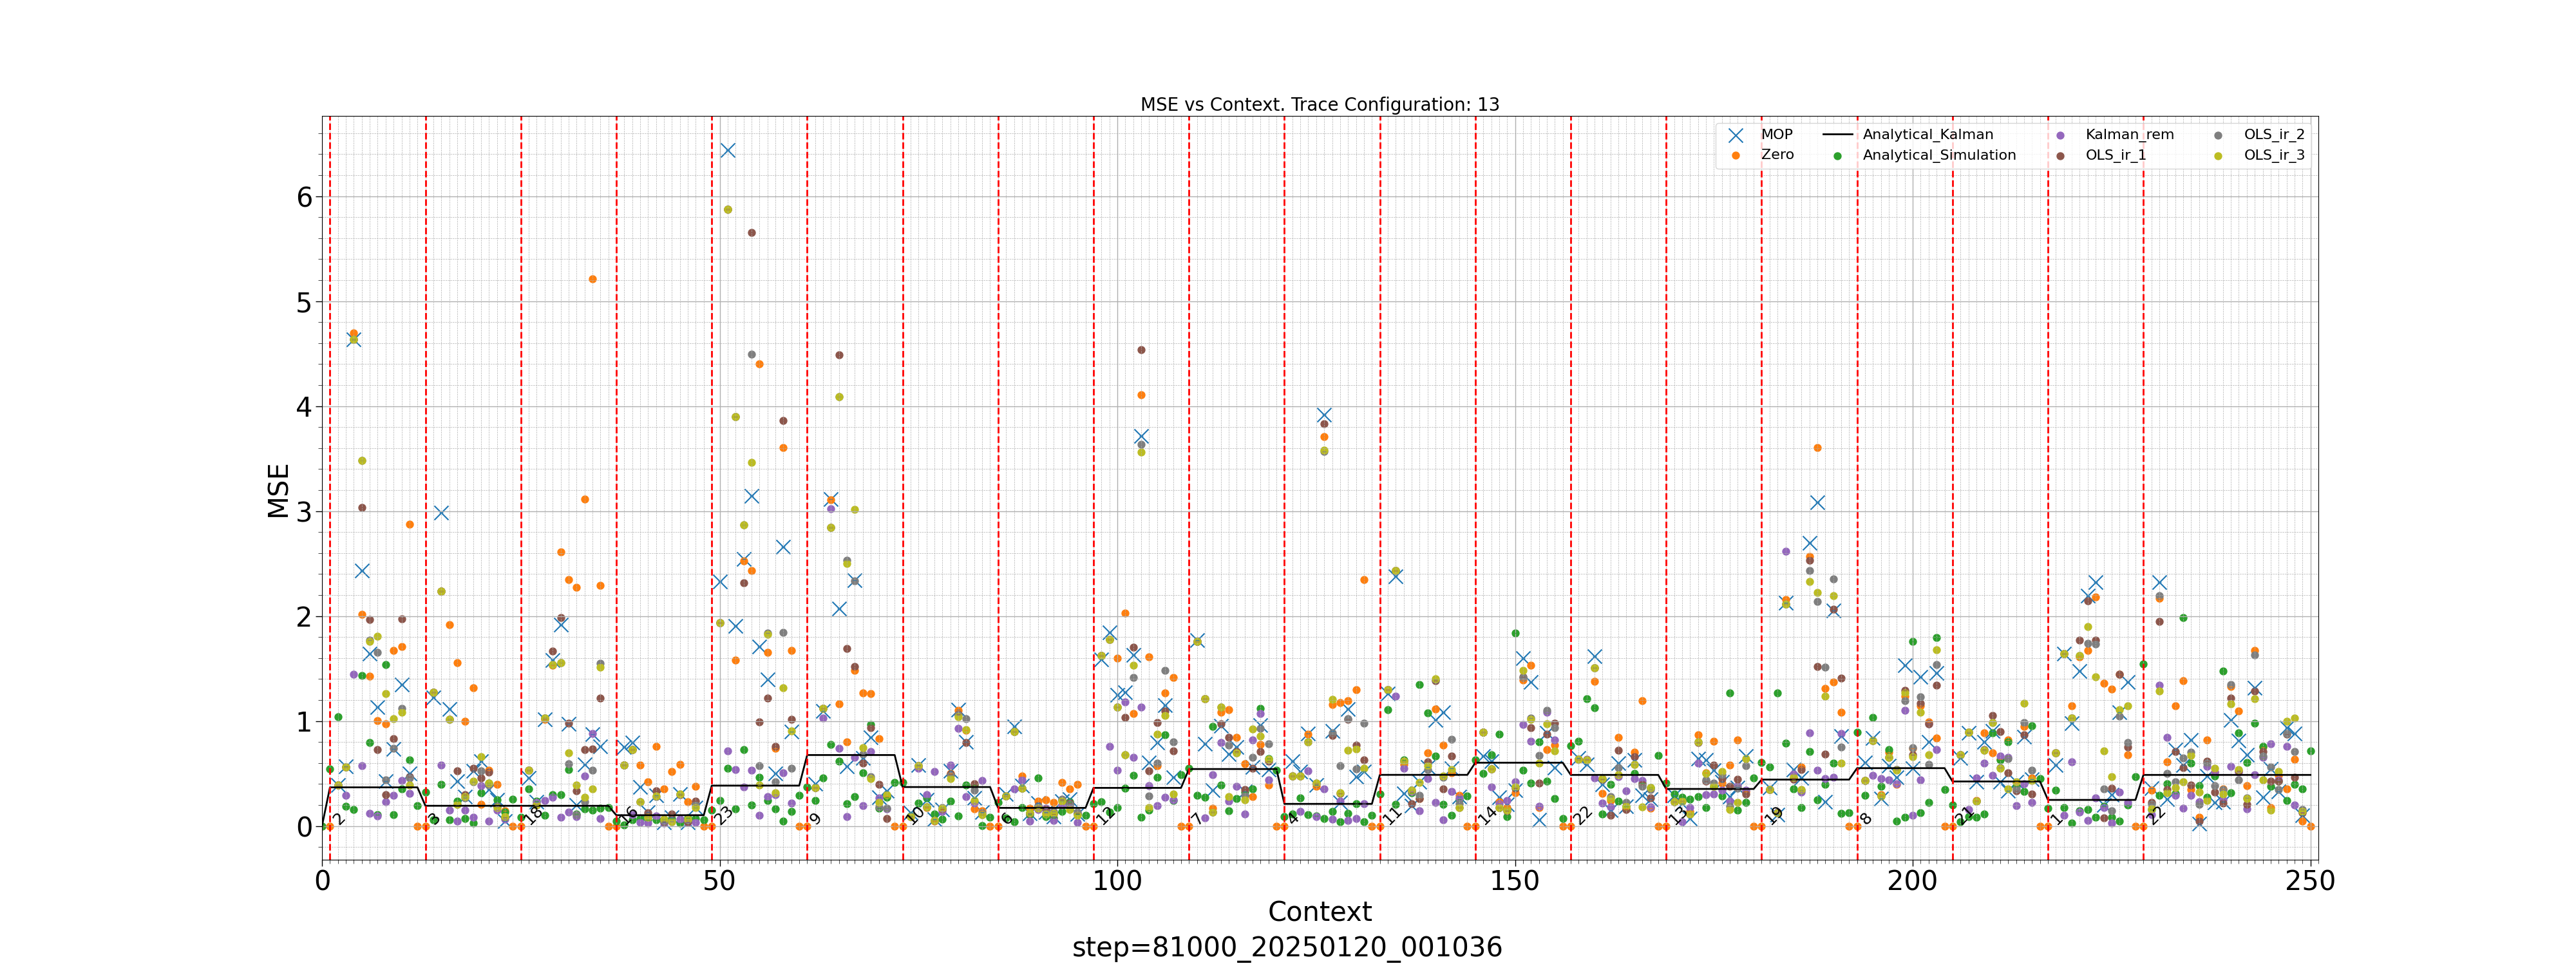 MSE vs Context. Trace Configuration: 13
MOP
Zero
Analytical_Kalman
Analytical_Simulation
Kalman_rem
OLS_ir_1
OLS_ir_2
OLS_ir_3
MSE
6
5
4
3
2
1
0
2 3 18 16 23 9 10 6 12 7 4 11 14 22 13 19 8 21 1 22
0 50 100 150 200 250
Context
step=81000_20250120_001036